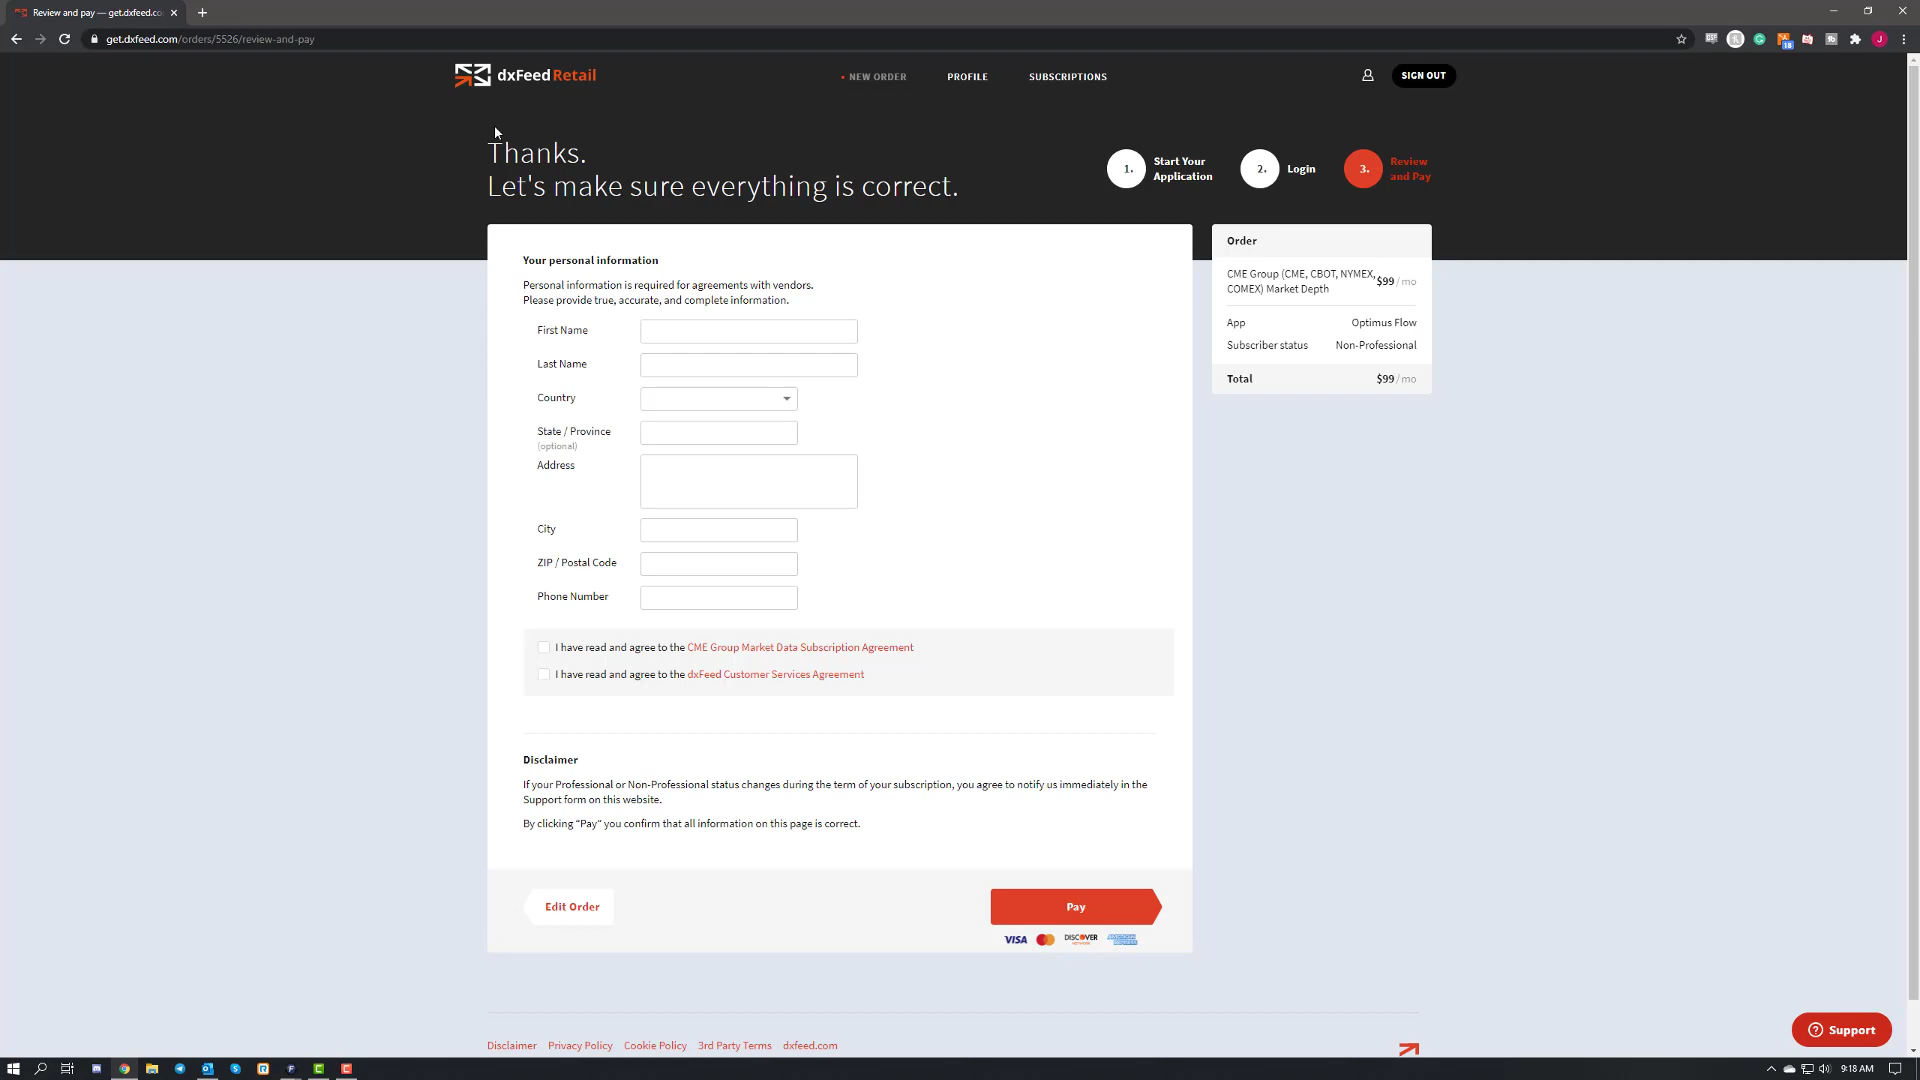 Review and pay — get.dxfeed.co
get.dxfeed.com/orders/5526/review-and-pay
18
J
dxFeed Retail
NEW ORDER
PROFILE
SUBSCRIPTIONS
SIGN OUT
Thanks.
Let's make sure everything is correct.
1. Start Your Application
2. Login
3. Review and Pay
Your personal information
Personal information is required for agreements with vendors.
Please provide true, accurate, and complete information.
First Name
Last Name
Country
State / Province
(optional)
Address
City
ZIP / Postal Code
Phone Number
I have read and agree to the CME Group Market Data Subscription Agreement
I have read and agree to the dxFeed Customer Services Agreement
Disclaimer
If your Professional or Non-Professional status changes during the term of your subscription, you agree to notify us immediately in the
Support form on this website.
By clicking “Pay” you confirm that all information on this page is correct.
Edit Order
Pay
VISA
DISCOVER
Order
CME Group (CME, CBOT, NYMEX, $99 / mo
COMEX) Market Depth
App Optimus Flow
Subscriber status Non-Professional
Total $99 / mo
Support
Disclaimer
Privacy Policy
Cookie Policy
3rd Party Terms
dxfeed.com
9:18 AM